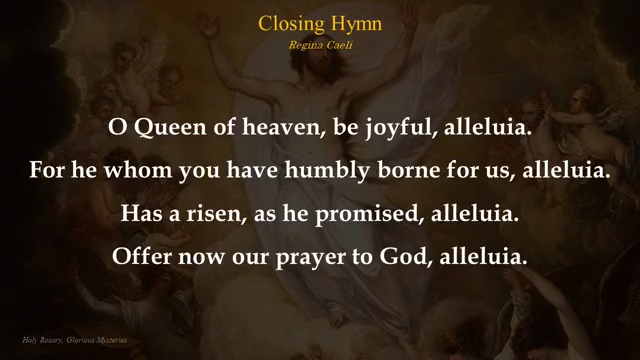 Closing Hymn
Regina Caeli
O Queen of heaven, be joyful, alleluia.
For he whom you have humbly borne for us, alleluia.
Has a risen, as he promised, alleluia.
Offer now our prayer to God, alleluia.
Holy Rosary, Glorious Mysteries